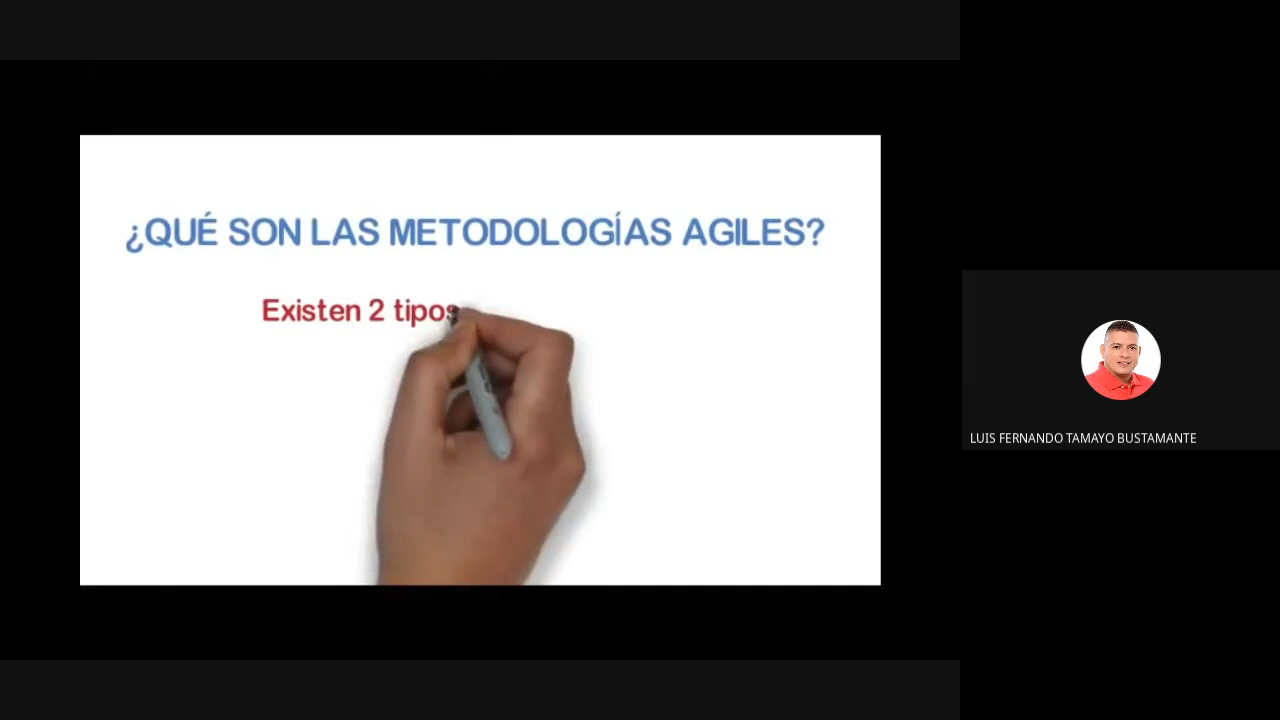 ¿QUÉ SON LAS METODOLOGÍAS AGILES?
Existen 2 tipos
LUIS FERNANDO TAMAYO BUSTAMANTE